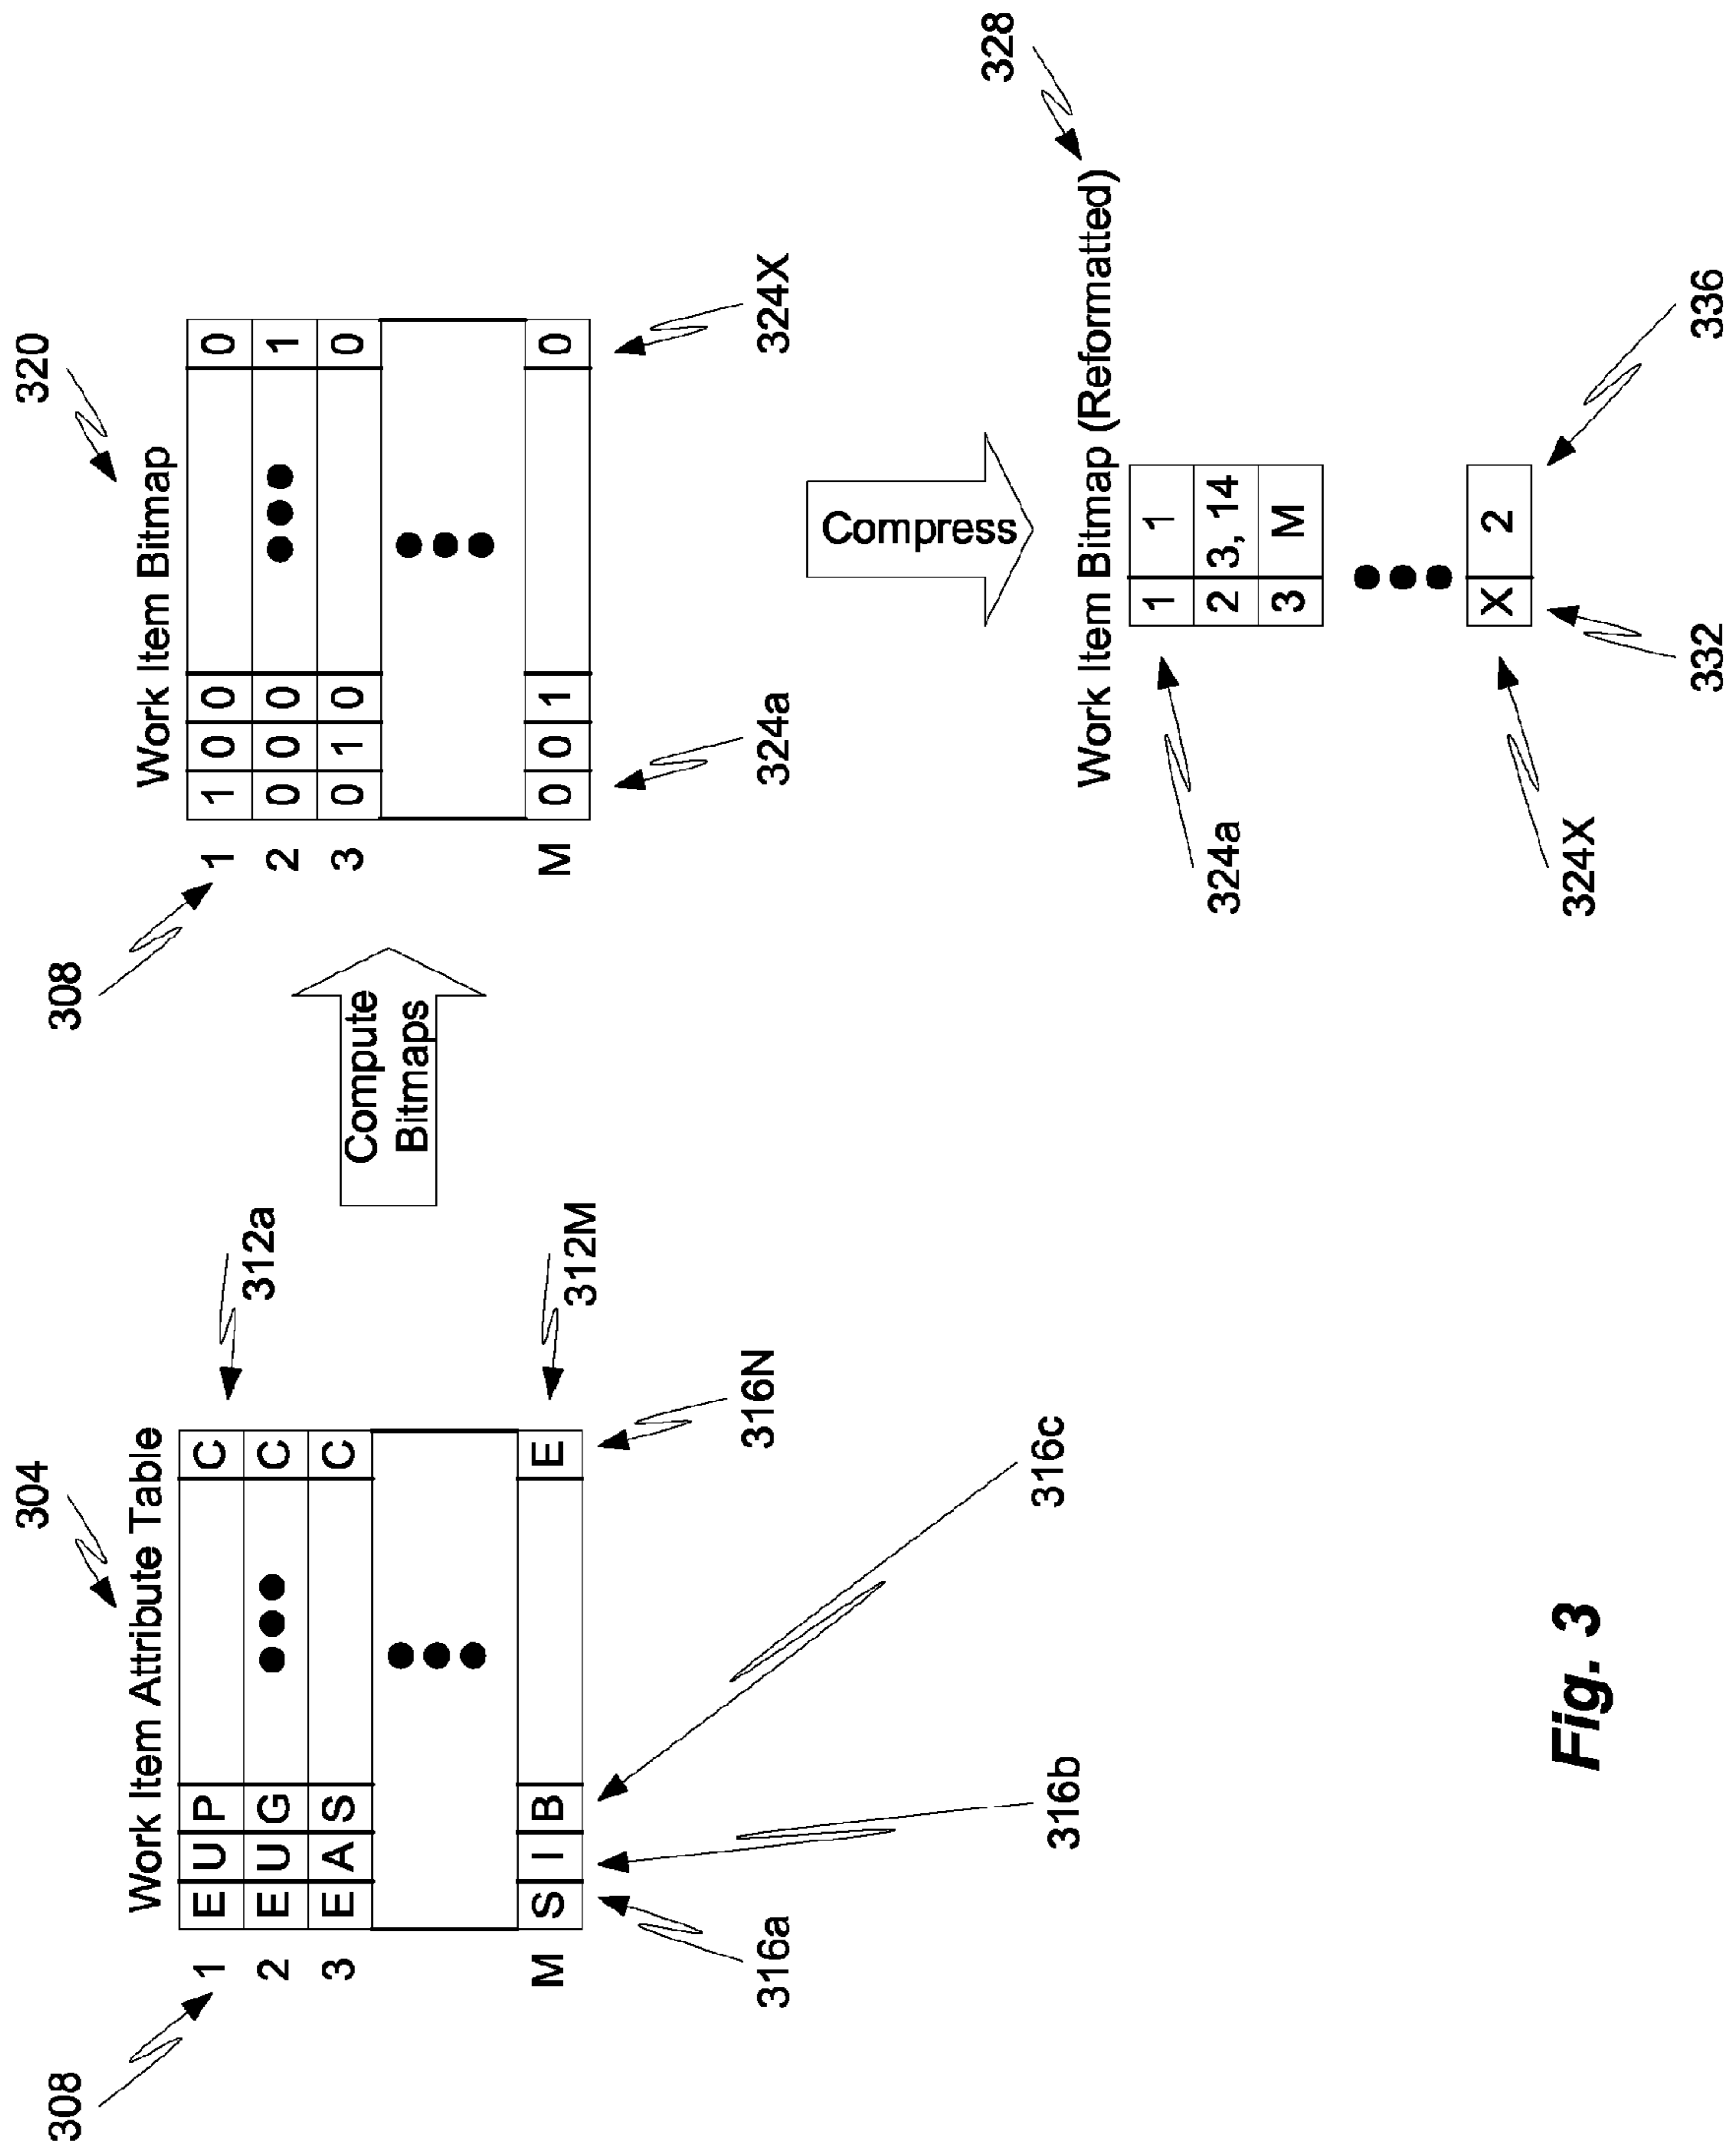 304
Work Item Attribute Table
308
1 E U P C
312a
2 E U G C
3 E A S C
M S I B E
312M
316a
316b
316c
316N
Compute
Bitmaps
320
Work Item Bitmap
308
1 1 0 0 0
2 0 0 0 1
3 0 1 0 0
M 0 0 1 0
324a
324X
Compress
328
Work Item Bitmap (Reformatted)
324a
1 1
2 3, 14
3 M
324X
X 2
332
336
Fig. 3